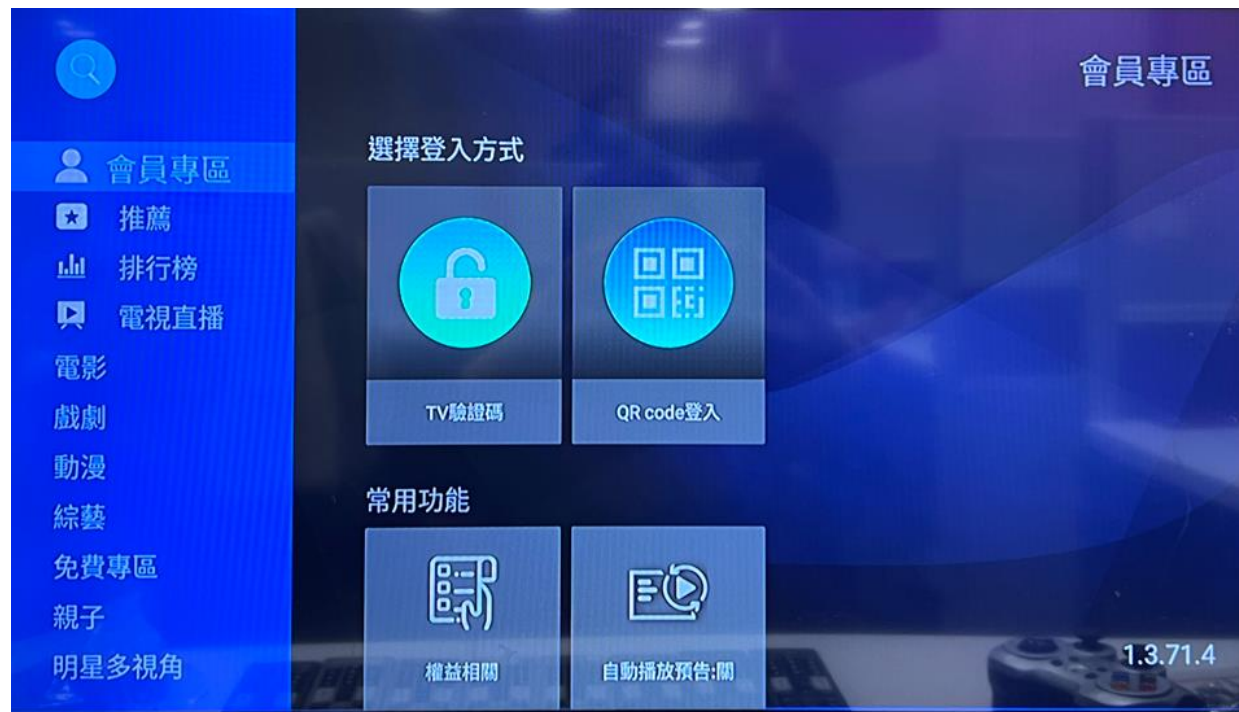 會員專區
會員專區
推薦
排行榜
電視直播
電影
戲劇
動漫
綜藝
免費專區
親子
明星多視角
選擇登入方式
TV驗證碼
QR code登入
常用功能
權益相關
自動播放預告:關
1.3.71.4